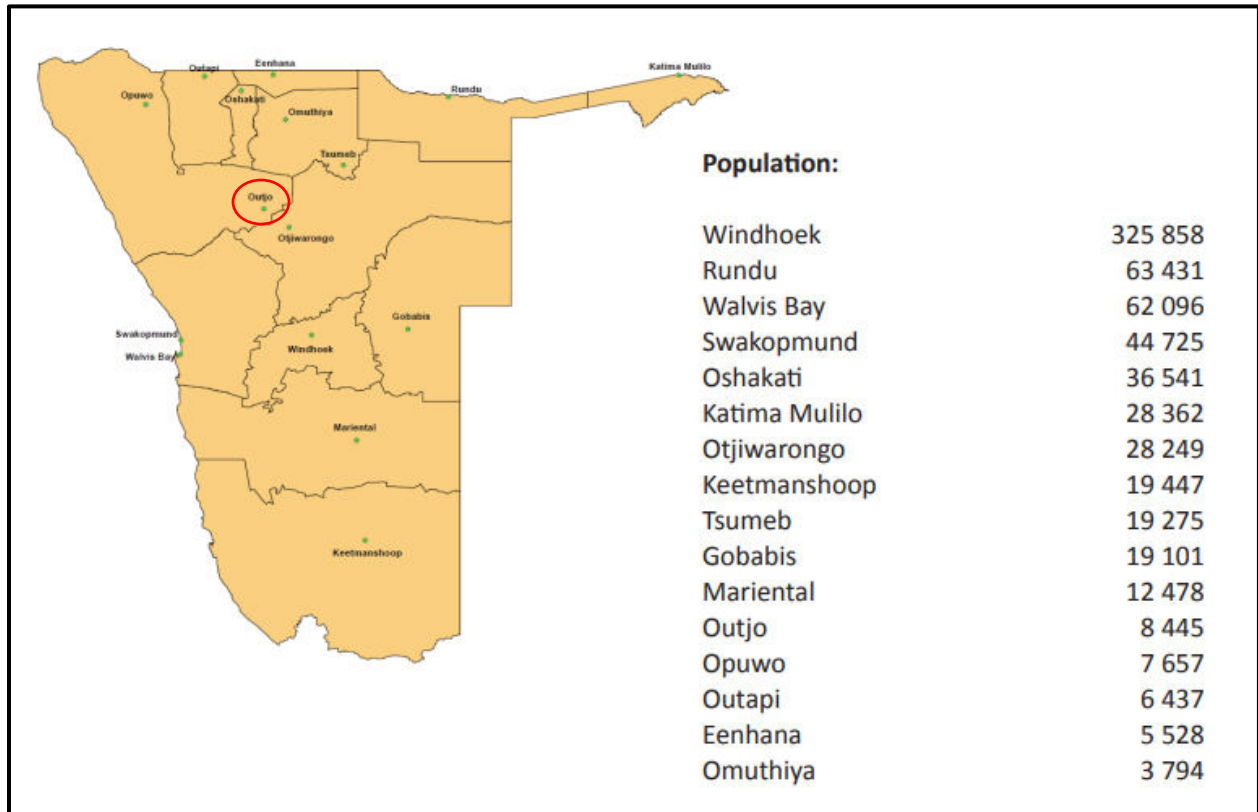 Outapi
Eenhana
Katima Mulilo
Opuwo
Oshakati
Rundu
Omuthiya
Tsumeb
Outjo
Otjiwarongo
Gobabis
Swakopmund
Windhoek
Walvis Bay
Mariental
Keetmanshoop
Population:
Windhoek 325 858
Rundu 63 431
Walvis Bay 62 096
Swakopmund 44 725
Oshakati 36 541
Katima Mulilo 28 362
Otjiwarongo 28 249
Keetmanshoop 19 447
Tsumeb 19 275
Gobabis 19 101
Mariental 12 478
Outjo 8 445
Opuwo 7 657
Outapi 6 437
Eenhana 5 528
Omuthiya 3 794